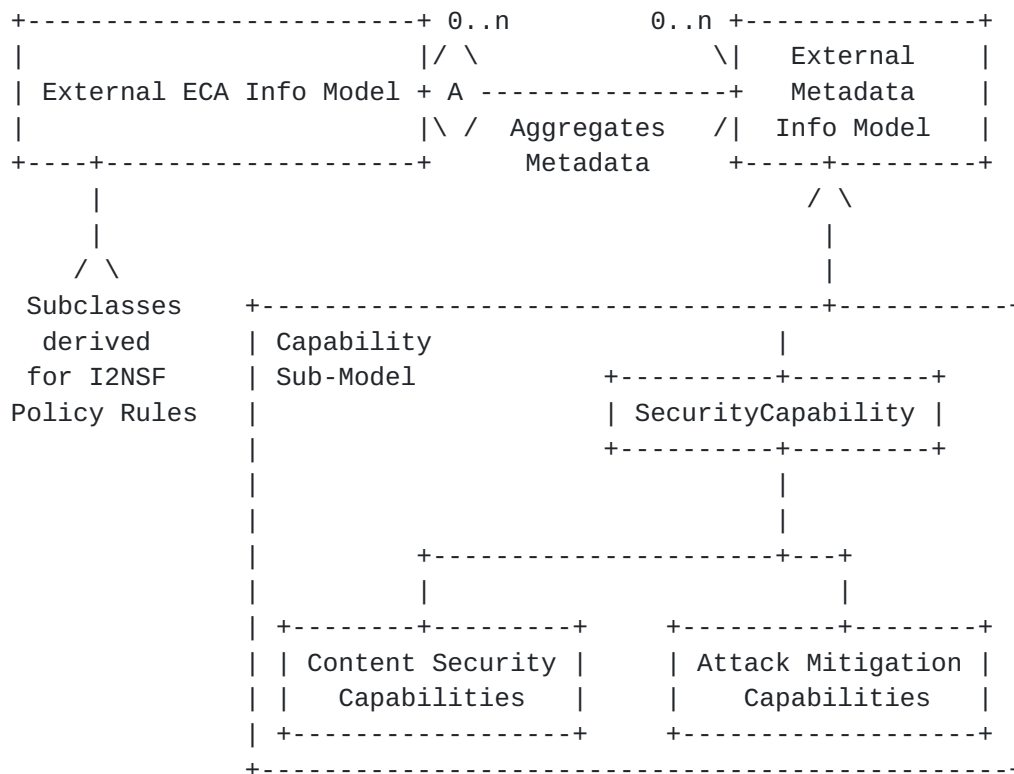 +-------------------------+ 0..n         0..n +---------------+
|                         |/ \               \|   External    |
| External ECA Info Model + A ----------------+   Metadata    |
|                         |\ /  Aggregates   /|  Info Model   |
+----+--------------------+      Metadata     +-----+---------+
     |                                             / \
     |                                              |
    / \                                             |
 Subclasses    +------------------------------------+-----------+
  derived      | Capability                      |
 for I2NSF     | Sub-Model            +----------+---------+
Policy Rules   |                      | SecurityCapability |
               |                      +----------+---------+
               |                                 |
               |                                 |
               |          +----------------------+---+
               |          |                          |
               | +--------+---------+     +----------+--------+
               | | Content Security |     | Attack Mitigation |
               | |   Capabilities   |     |    Capabilities   |
               | +------------------+     +-------------------+
               +------------------------------------------------+